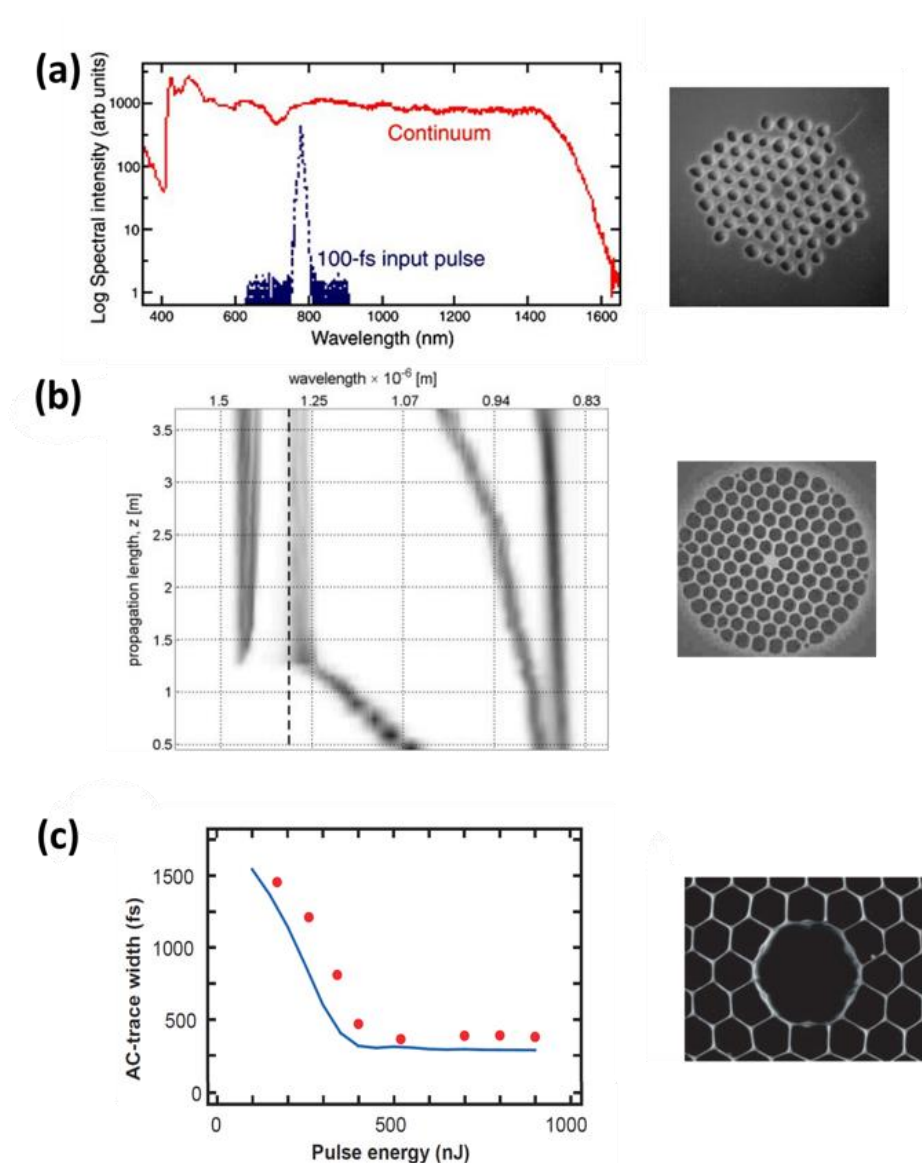 (a)
Log Spectral intensity (arb units)
1000
100
10
1
Continuum
100-fs input pulse
400 600 800 1000 1200 1400 1600
Wavelength (nm)
(b)
wavelength × 10⁻⁶ [m]
1.5 1.25 1.07 0.94 0.83
propagation length, z [m]
3.5
3
2.5
2
1.5
1
0.5
(c)
AC-trace width (fs)
1500
1000
500
0
0 500 1000
Pulse energy (nJ)